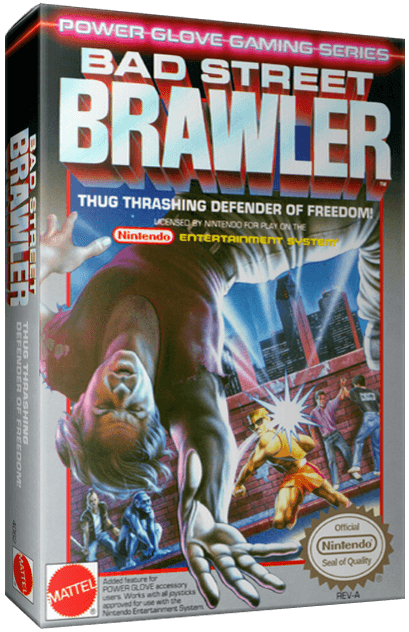 POWER GLOVE GAMING SERIES
BAD STREET
BRAWLER
TM
THUG THRASHING DEFENDER OF FREEDOM!
LICENSED BY NINTENDO FOR PLAY ON THE
Nintendo ENTERTAINMENT SYSTEM
Official
Nintendo
Seal of Quality
REV-A
MATTEL
Added feature for
POWER GLOVE accessory
users. Works with all joysticks
approved for use with the
Nintendo Entertainment System.
BAD STREET
BRAWLER
THUG THRASHING
DEFENDER OF FREEDOM!
MATTEL